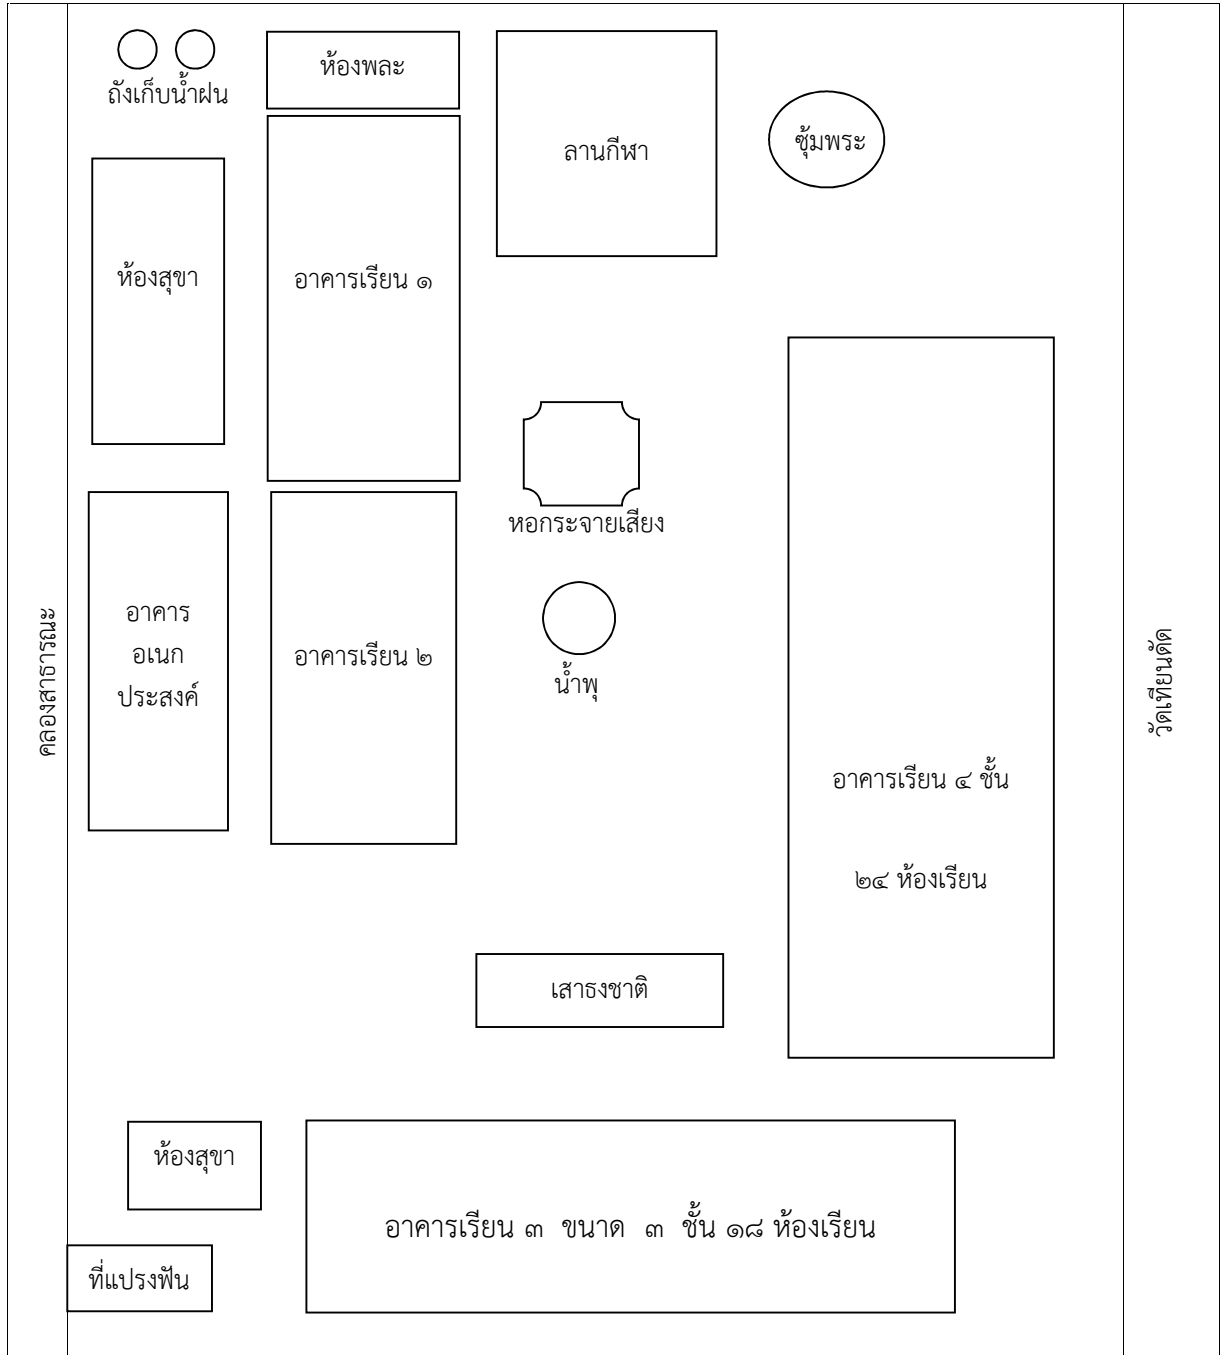 ถังเก็บน้ำฝน
ห้องพละ
ลานกีฬา
ซุ้มพระ
ห้องสุขา
อาคารเรียน ๑
หอกระจายเสียง
อาคาร
อเนก
ประสงค์
อาคารเรียน ๒
น้ำพุ
คลองสาธารณะ
วัดเทียนดัด
อาคารเรียน ๔ ชั้น
๒๔ ห้องเรียน
เสาธงชาติ
ห้องสุขา
อาคารเรียน ๓ ขนาด ๓ ชั้น ๑๘ ห้องเรียน
ที่แปรงฟัน